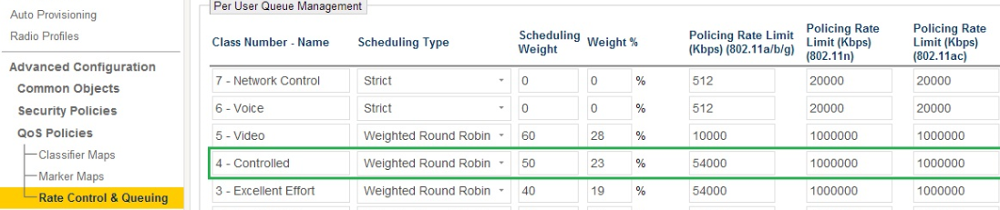 Auto Provisioning
Radio Profiles
Advanced Configuration
Common Objects
Security Policies
QoS Policies
Classifier Maps
Marker Maps
Rate Control & Queuing
Per User Queue Management
Class Number - Name Scheduling Type Scheduling Weight Weight % Policing Rate Limit (Kbps) (802.11a/b/g) Policing Rate Limit (Kbps) (802.11n) Policing Rate Limit (Kbps) (802.11ac)
7 - Network Control Strict 0 0 % 512 20000 20000
6 - Voice Strict 0 0 % 512 20000 20000
5 - Video Weighted Round Robin 60 28 % 10000 1000000 1000000
4 - Controlled Weighted Round Robin 50 23 % 54000 1000000 1000000
3 - Excellent Effort Weighted Round Robin 40 19 % 54000 1000000 1000000